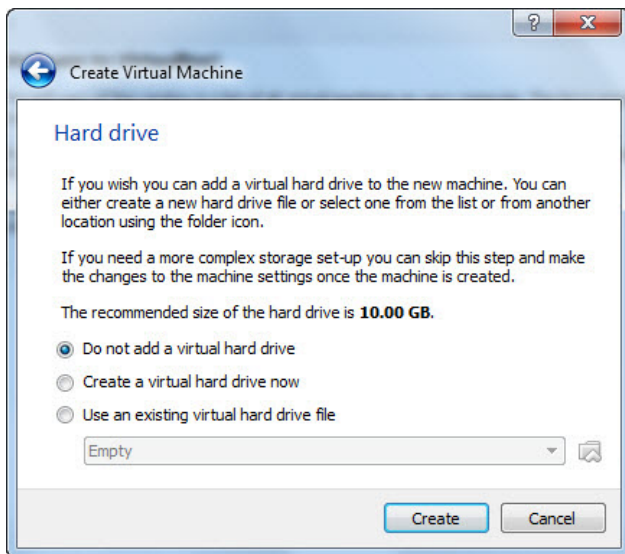 Create Virtual Machine
Hard drive
If you wish you can add a virtual hard drive to the new machine. You can
either create a new hard drive file or select one from the list or from another
location using the folder icon.
If you need a more complex storage set-up you can skip this step and make
the changes to the machine settings once the machine is created.
The recommended size of the hard drive is 10.00 GB.
Do not add a virtual hard drive
Create a virtual hard drive now
Use an existing virtual hard drive file
Empty
Create
Cancel